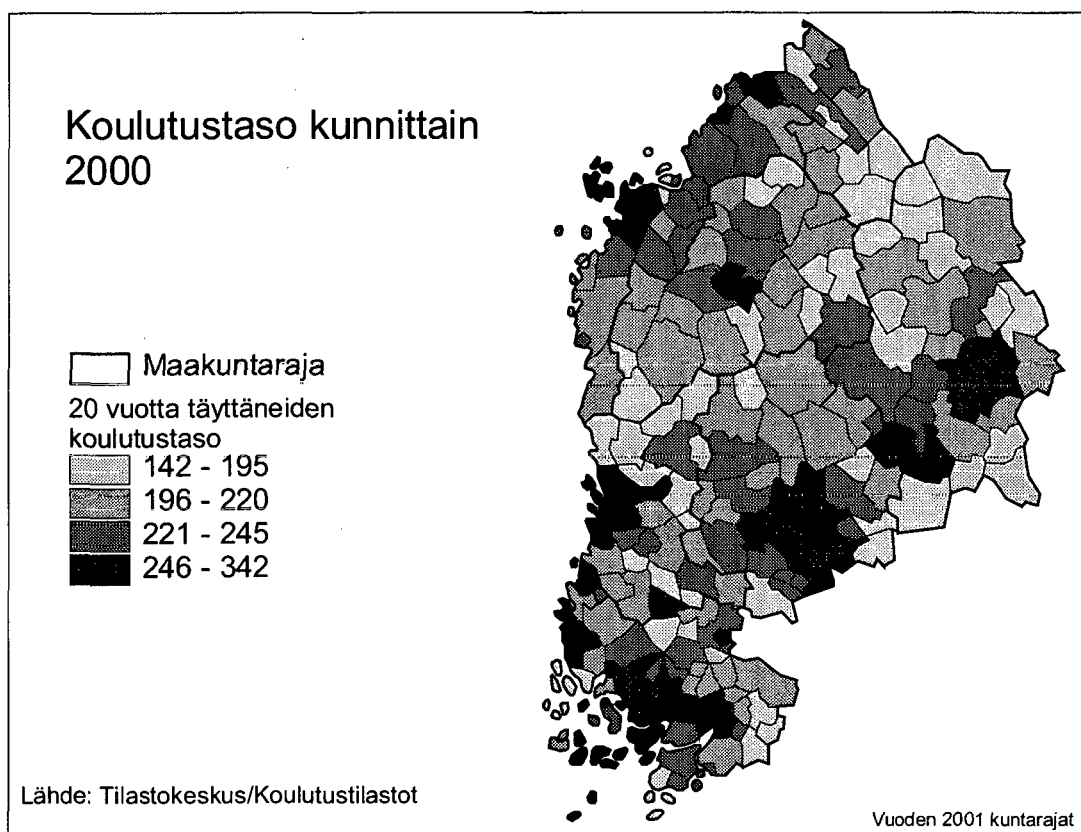 Koulutustaso kunnittain
2000
Maakuntaraja
20 vuotta täyttäneiden
koulutustaso
142 - 195
196 - 220
221 - 245
246 - 342
Lähde: Tilastokeskus/Koulutustilastot
Vuoden 2001 kuntarajat